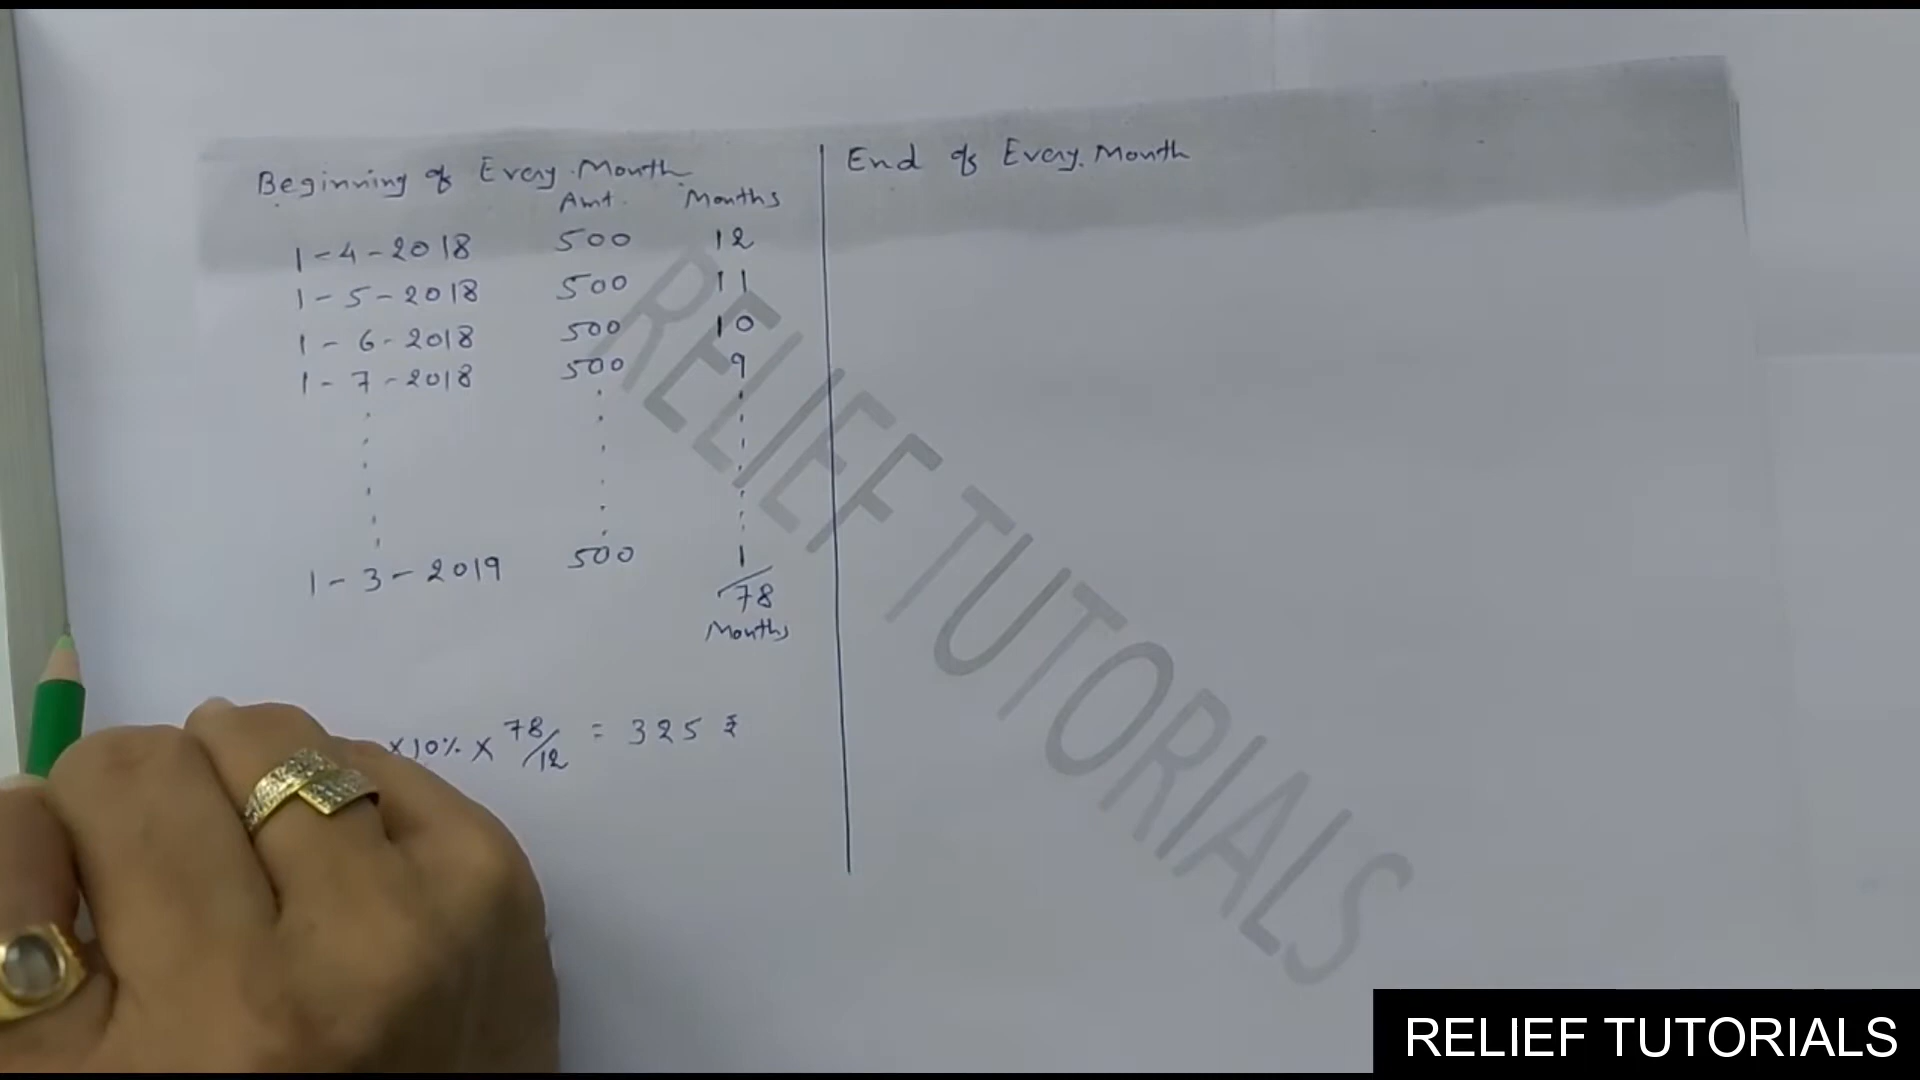 Beginning of Every Month
Amt. Months
1-4-2018 500 12
1-5-2018 500 11
1-6-2018 500 10
1-7-2018 500 9
1-3-2019 500 1
78
Months
×10% × 78/12 = 325 ₹
End of Every Month
RELIEF TUTORIALS
RELIEF TUTORIALS